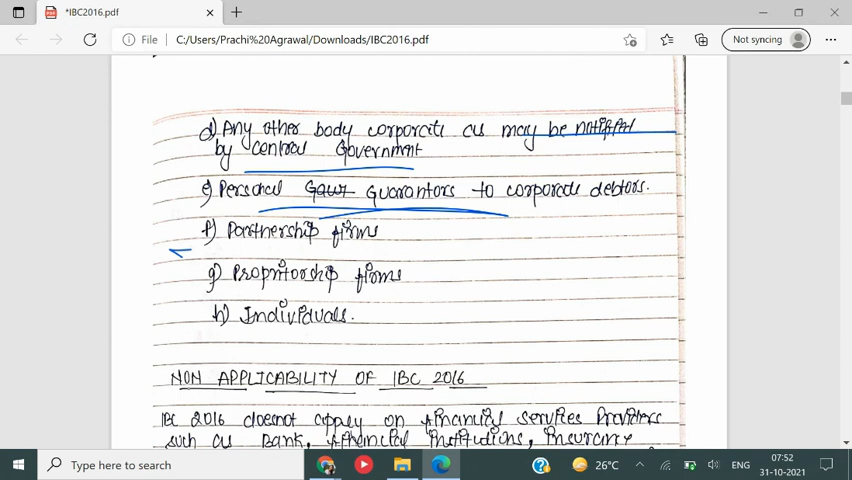 *IBC2016.pdf
File C:/Users/Prachi%20Agrawal/Downloads/IBC2016.pdf Not syncing
d) Any other body corporate as may be notified
by central Government
e) Personal Gaur Guarantors to corporate debtors.
f) Partnership firms
g) Propritorship firms
h) Individuals.
NON APPLICABILITY OF IBC 2016
IBC 2016 doesnot apply on financial services Providers
such as Bank, financial institutions, insurance
Type here to search 26°C ENG 07:52
31-10-2021